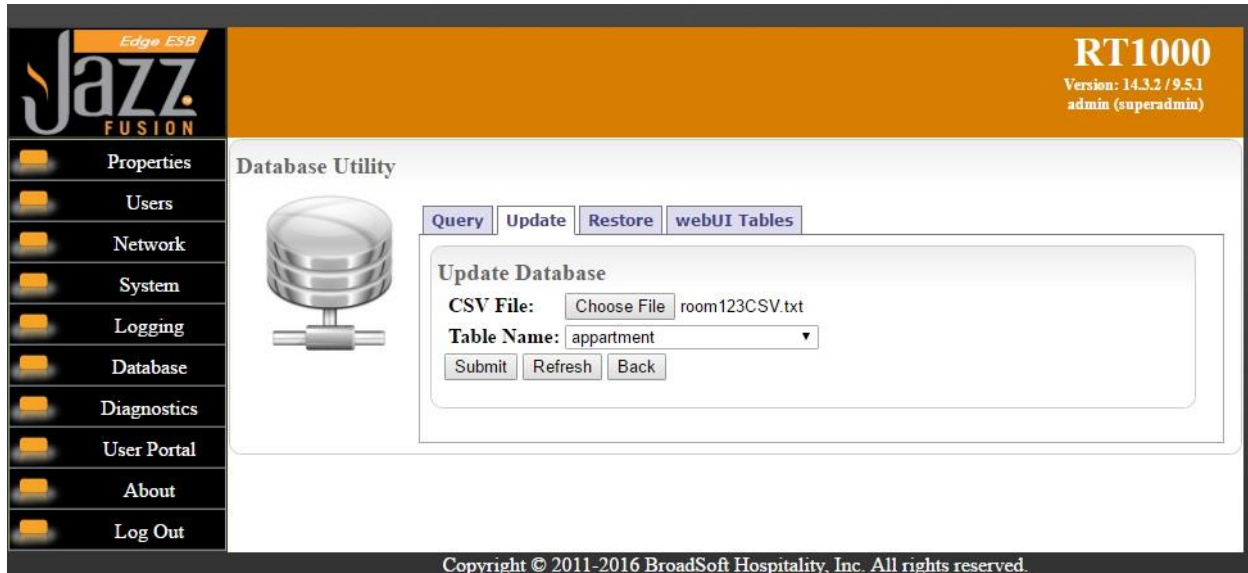 Edge ESB
Jazz
FUSION
RT1000
Version: 14.3.2 / 9.5.1
admin (superadmin)
Properties
Users
Network
System
Logging
Database
Diagnostics
User Portal
About
Log Out
Database Utility
Query Update Restore webUI Tables
Update Database
CSV File: Choose File room123CSV.txt
Table Name: appartment
Submit Refresh Back
Copyright © 2011-2016 BroadSoft Hospitality, Inc. All rights reserved.